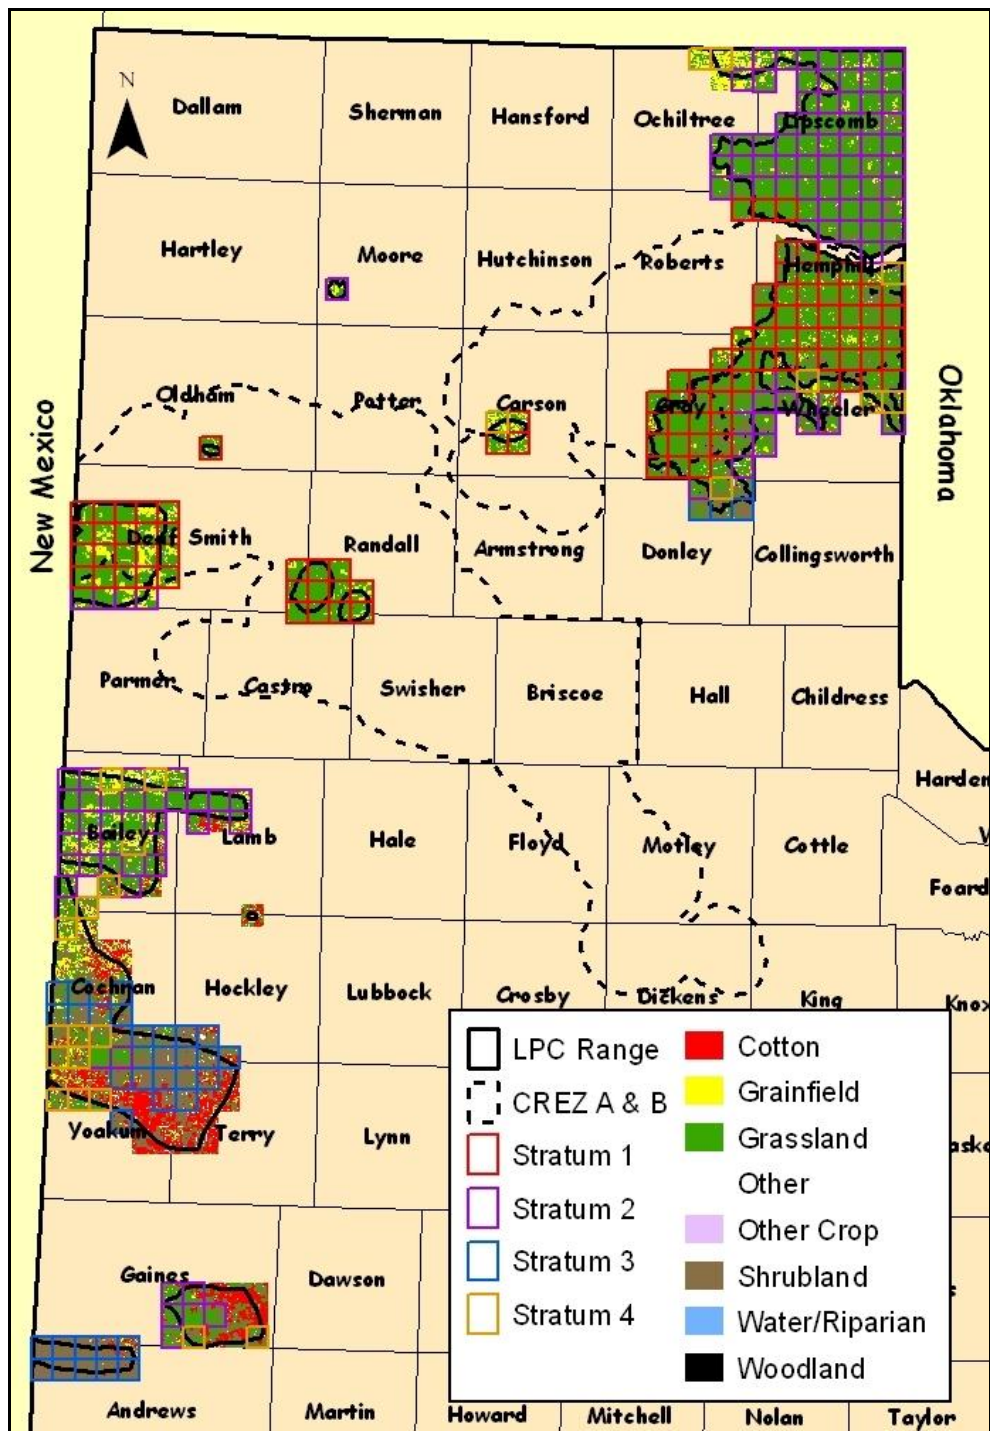 N
Dallam
Sherman
Hansford
Ochiltree
Lipscomb
Hartley
Moore
Hutchinson
Roberts
Hemphill
Oldham
Potter
Carson
Gray
Wheeler
New Mexico
Oklahoma
Deaf Smith
Randall
Armstrong
Donley
Collingsworth
Parmer
Castro
Swisher
Briscoe
Hall
Childress
Harden
Bailey
Lamb
Hale
Floyd
Motley
Cottle
Foard
Cochran
Hockley
Lubbock
Crosby
Dickens
King
Knox
Yoakum
Terry
Lynn
Gaines
Dawson
Andrews
Martin
Howard
Mitchell
Nolan
Taylor
LPC Range
CREZ A & B
Stratum 1
Stratum 2
Stratum 3
Stratum 4
Cotton
Grainfield
Grassland
Other
Other Crop
Shrubland
Water/Riparian
Woodland